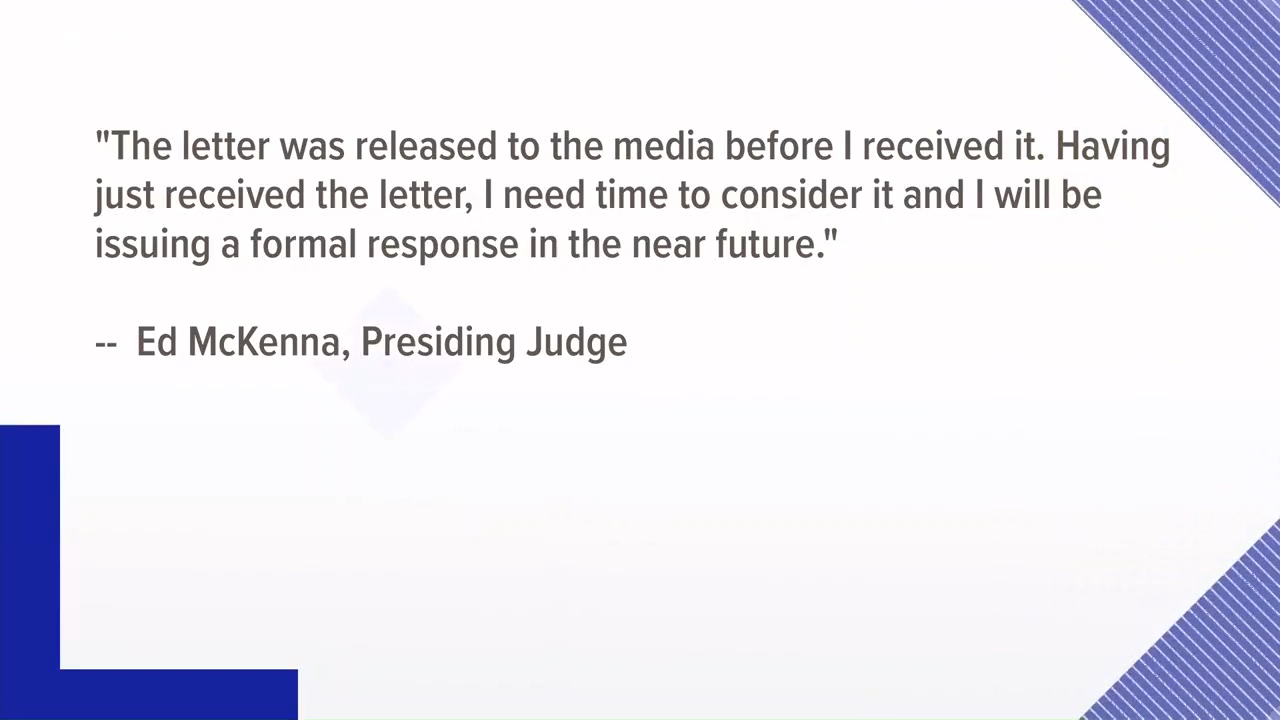 "The letter was released to the media before I received it. Having
just received the letter, I need time to consider it and I will be
issuing a formal response in the near future."
-- Ed McKenna, Presiding Judge